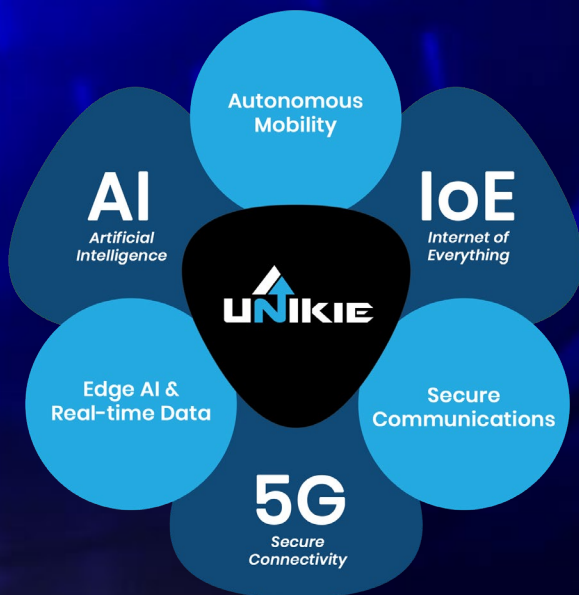 Autonomous
Mobility
AI
Artificial
Intelligence
IoE
Internet of
Everything
UNIKIE
Edge AI &
Real-time Data
Secure
Communications
5G
Secure
Connectivity